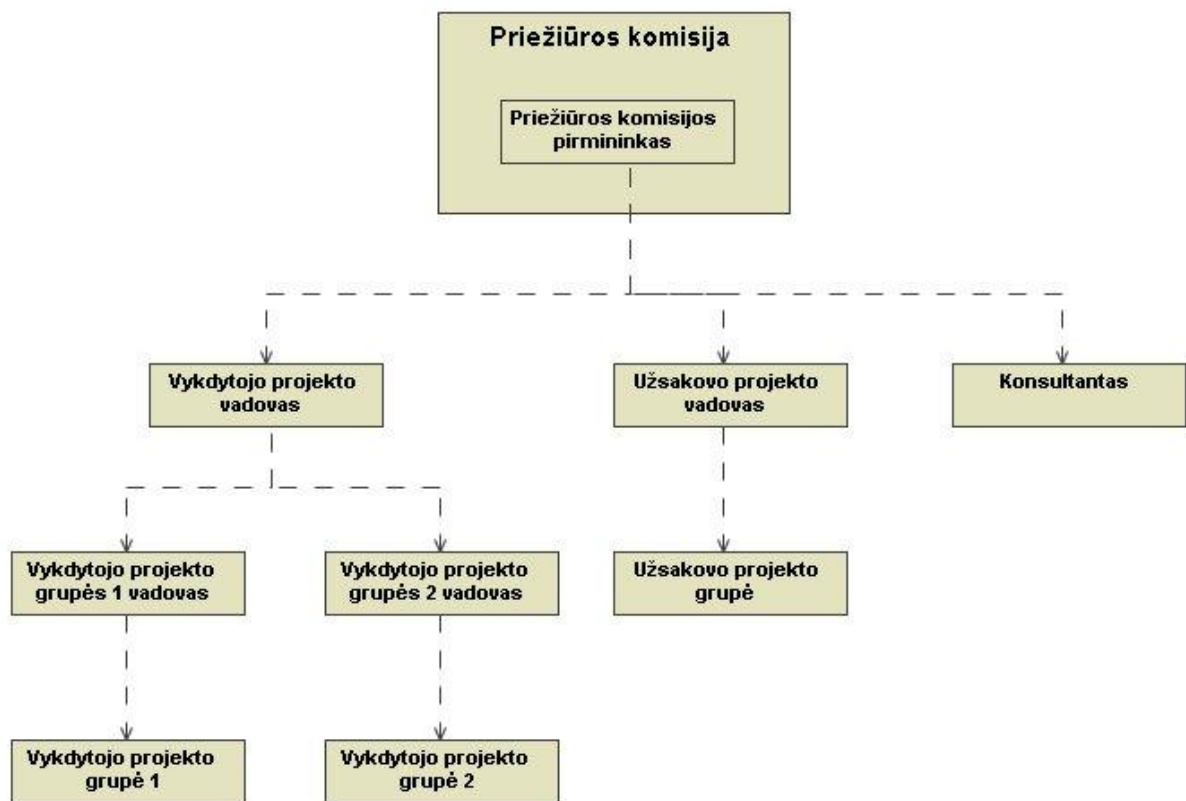 Priežiūros komisija
Priežiūros komisijos
pirmininkas
Vykdytojo projekto
vadovas
Užsakovo projekto
vadovas
Konsultantas
Vykdytojo projekto
grupės 1 vadovas
Vykdytojo projekto
grupės 2 vadovas
Užsakovo projekto
grupė
Vykdytojo projekto
grupė 1
Vykdytojo projekto
grupė 2